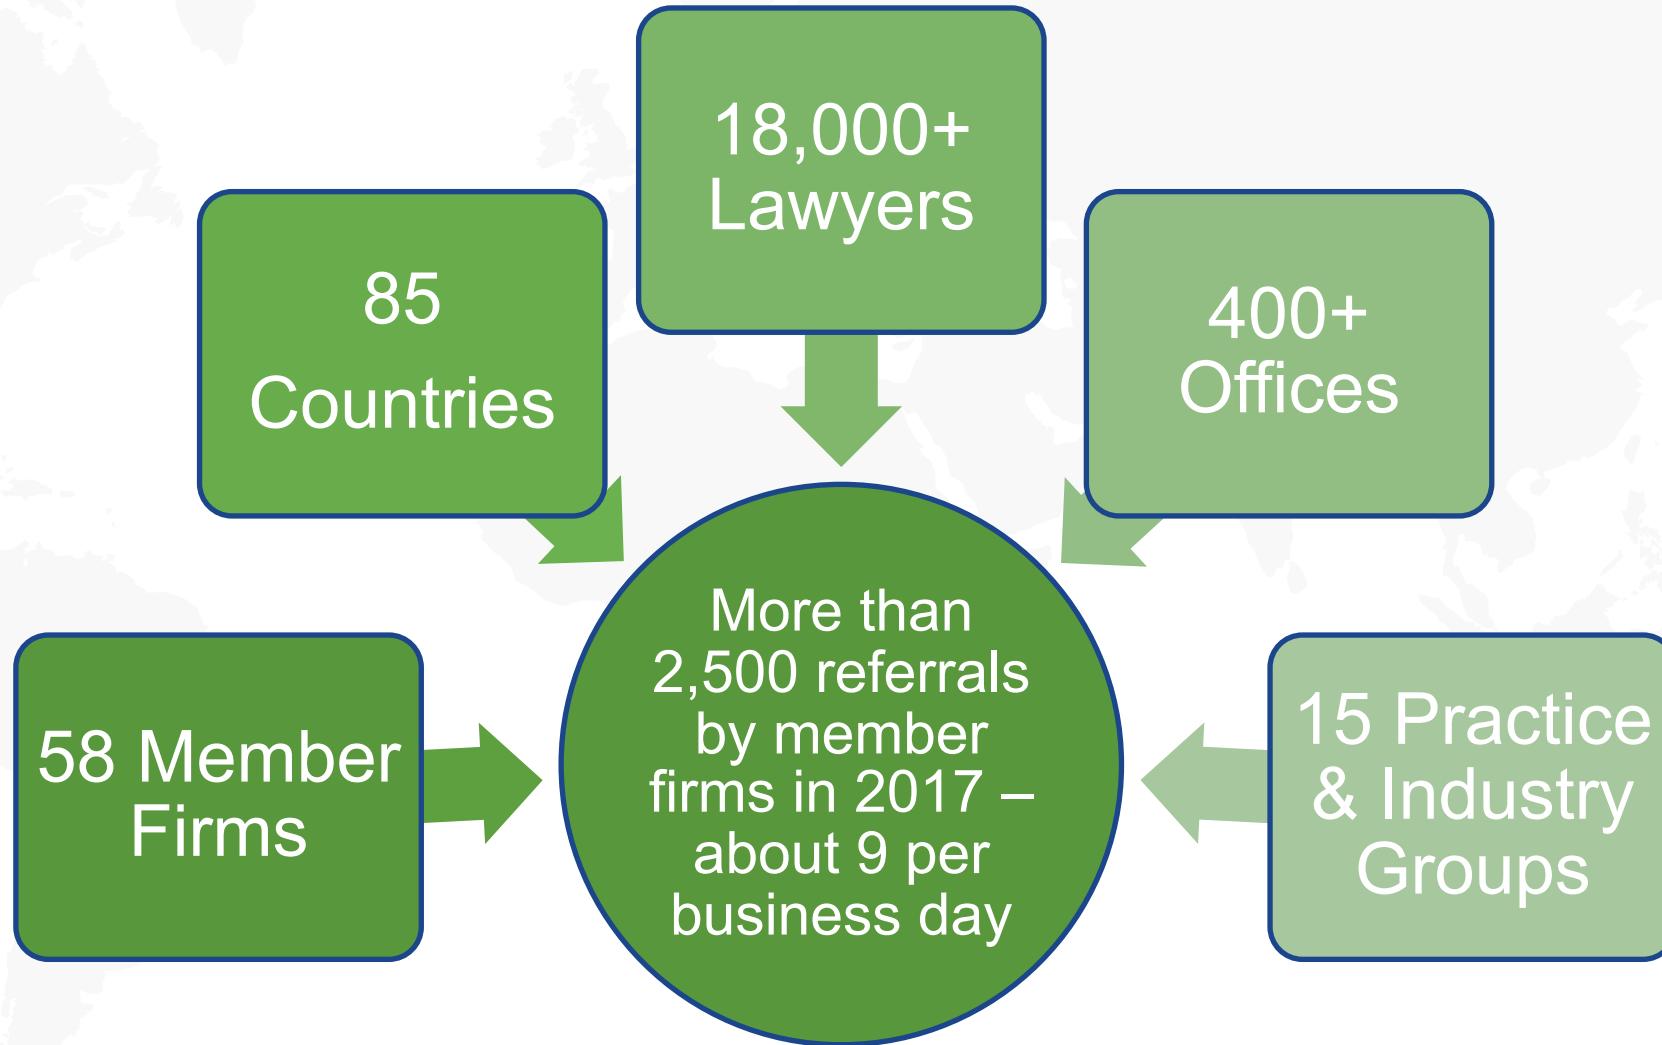 18,000+
Lawyers
85
Countries
400+
Offices
58 Member
Firms
More than
2,500 referrals
by member
firms in 2017 –
about 9 per
business day
15 Practice
& Industry
Groups